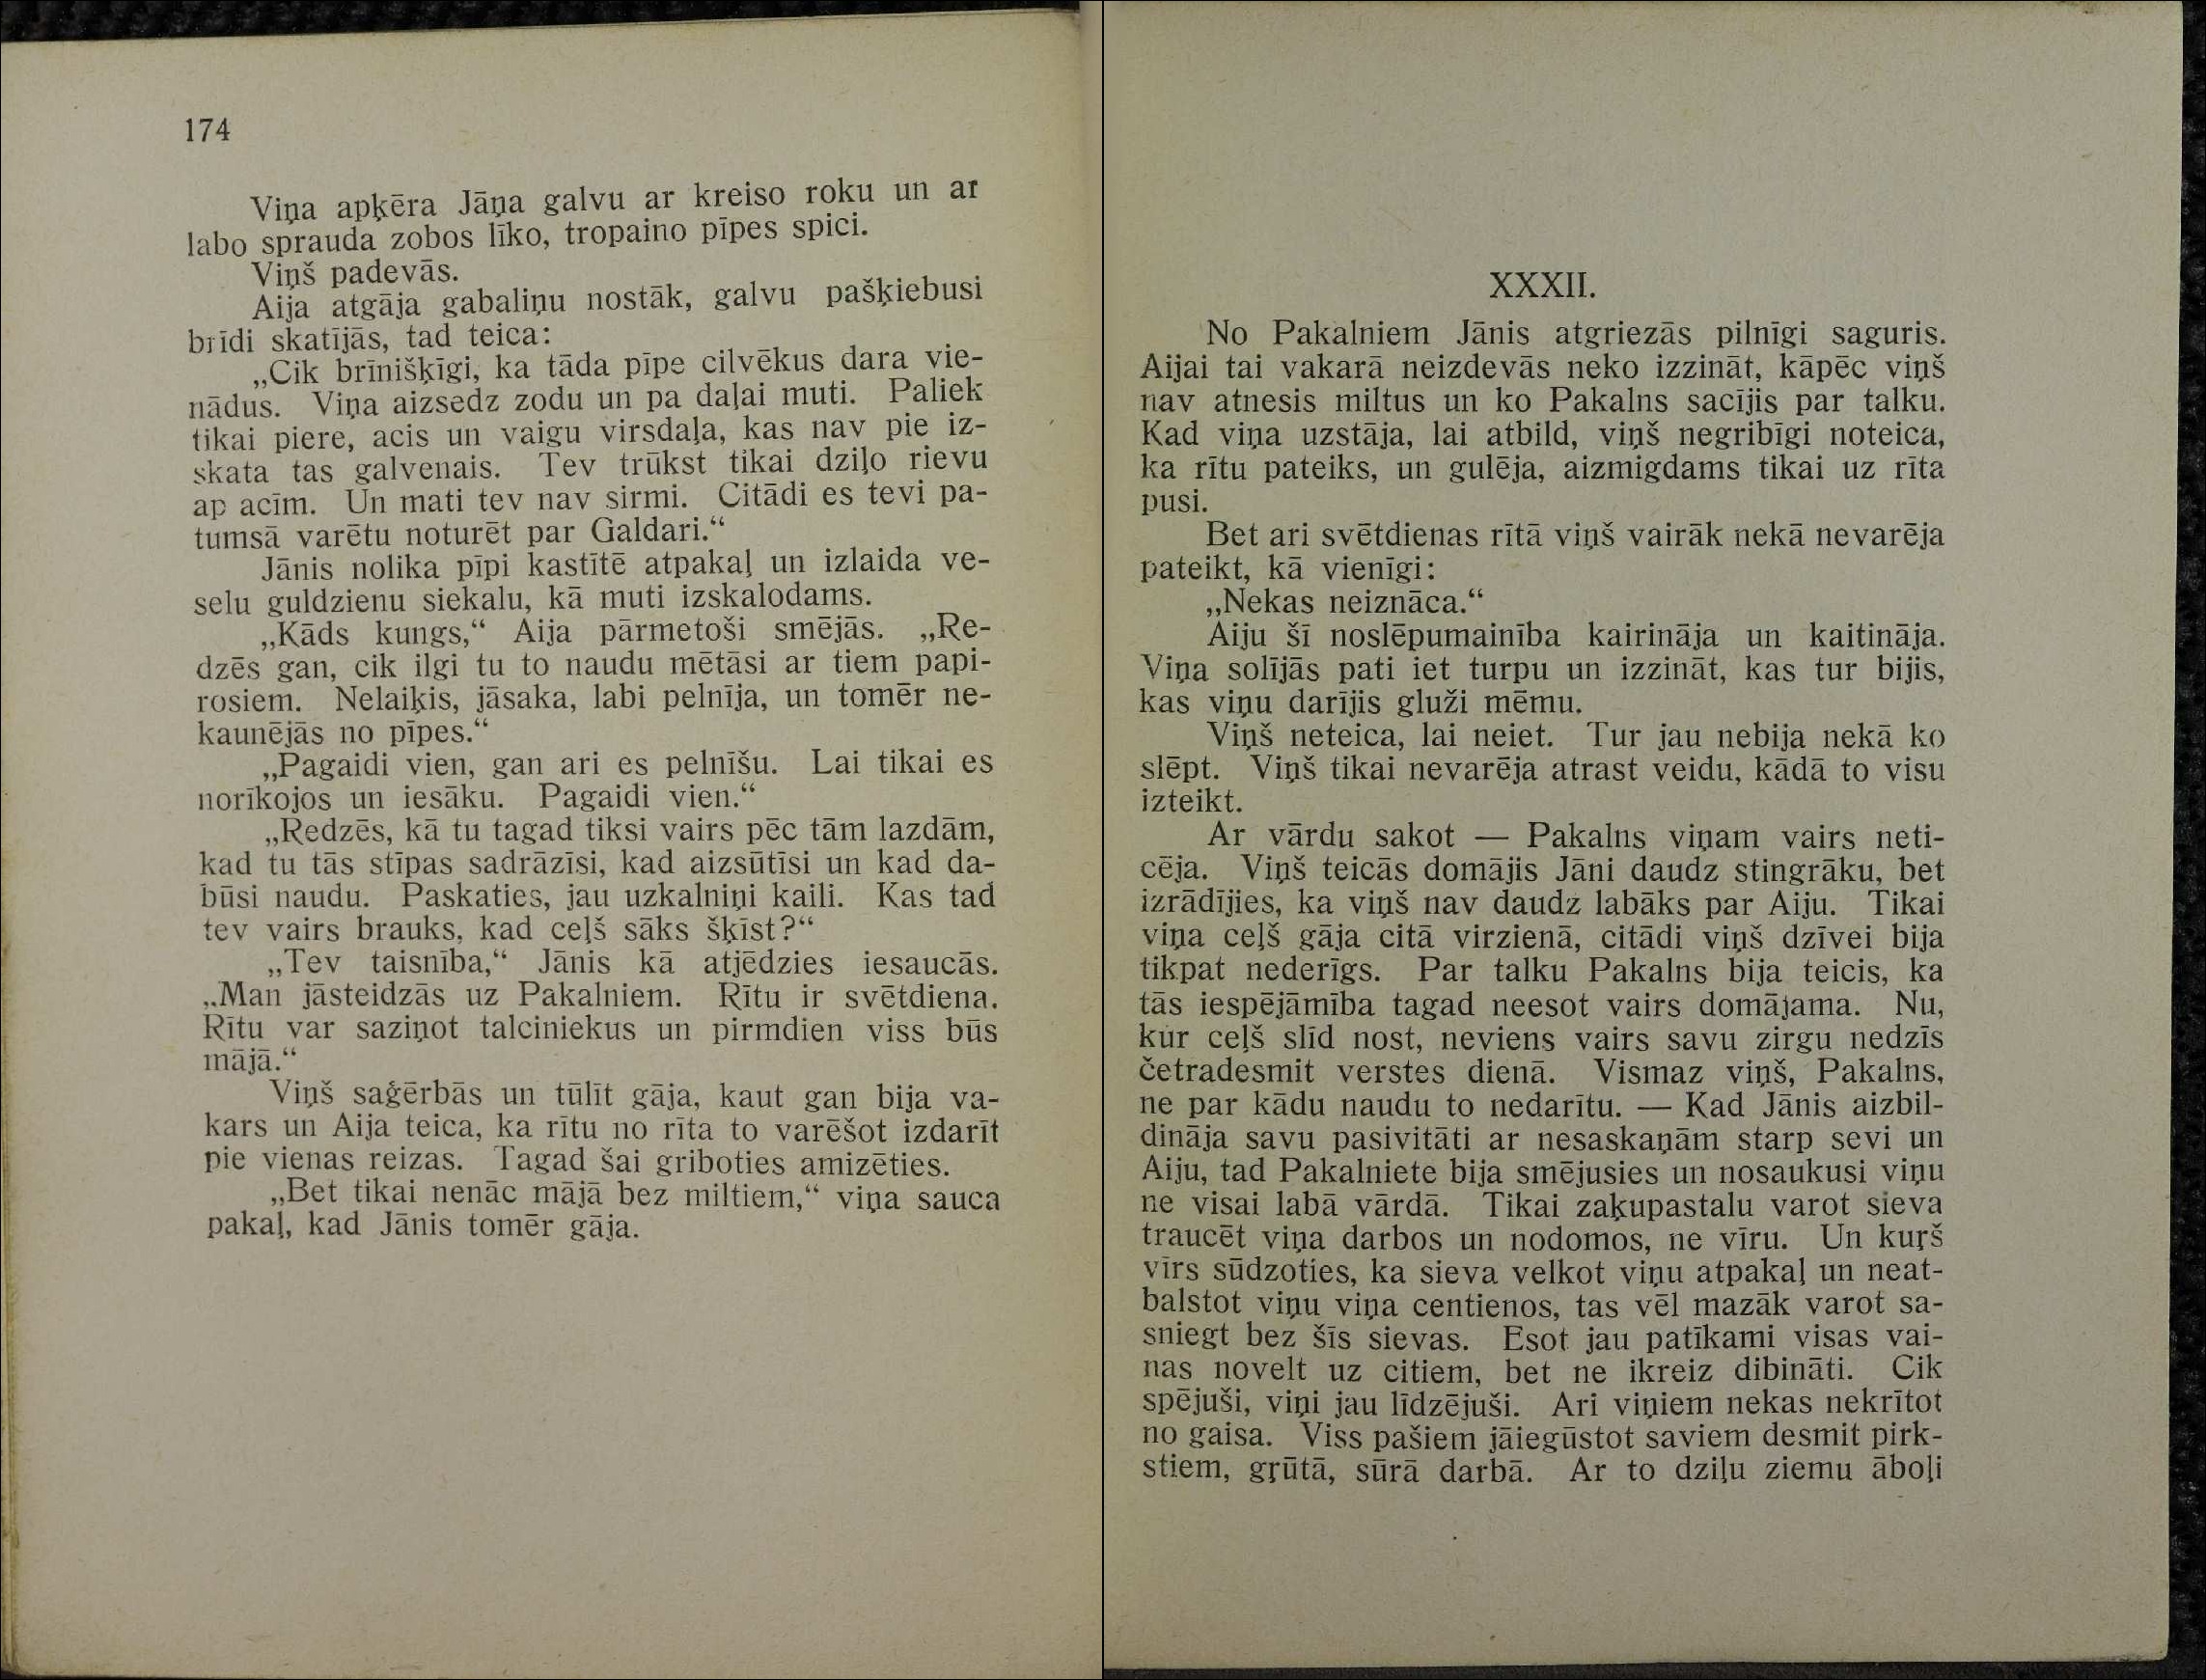 174
Viņa apķēra Jāņa galvu ar kreiso roku un ar
labo sprauda zobos līko, tropaino pīpes spici.
Viņš padevās.
Aija atgāja gabaliņu nostāk, galvu pašķiebusi
brīdi skatījās, tad teica:
„Cik brīnišķīgi, ka tāda pīpe cilvēkus dara vie-
nādus. Viņa aizsedz zodu un pa daļai muti. Paliek
tikai piere, acis un vaigu virsdaļa, kas nav pie iz-
skata tas galvenais. Tev trūkst tikai dziļo rievu
ap acīm. Un mati tev nav sirmi. Citādi es tevi pa-
tumsā varētu noturēt par Galdari.“
Jānis nolika pīpi kastītē atpakaļ un izlaida ve-
selu guldzienu siekalu, kā muti izskalodams.
„Kāds kungs,“ Aija pārmetoši smējās. „Re-
dzēs gan, cik ilgi tu to naudu mētāsi ar tiem papi-
rosiem. Nelaiķis, jāsaka, labi pelnīja, un tomēr ne-
kaunējās no pīpes.“
„Pagaidi vien, gan ari es pelnīšu. Lai tikai es
norīkojos un iesāku. Pagaidi vien.“
„Redzēs, kā tu tagad tiksi vairs pēc tām lazdām,
kad tu tās stīpas sadrāzīsi, kad aizsūtīsi un kad da-
būsi naudu. Paskaties, jau uzkalniņi kaili. Kas tad
tev vairs brauks, kad ceļš sāks šķīst?“
„Tev taisnība,“ Jānis kā atjēdzies iesaucās.
„Man jāsteidzās uz Pakalniem. Rītu ir svētdiena.
Rītu var saziņot talciniekus un pirmdien viss būs
mājā.“
Viņš saģērbās un tūlīt gāja, kaut gan bija va-
kars un Aija teica, ka rītu no rīta to varēšot izdarīt
pie vienas reizas. Tagad šai griboties amizēties.
„Bet tikai nenāc mājā bez miltiem,“ viņa sauca
pakaļ, kad Jānis tomēr gāja.
XXXII.
No Pakalniem Jānis atgriezās pilnīgi saguris.
Aijai tai vakarā neizdevās neko izzināt, kāpēc viņš
nav atnesis miltus un ko Pakalns sacījis par talku.
Kad viņa uzstāja, lai atbild, viņš negribīgi noteica,
ka rītu pateiks, un gulēja, aizmigdams tikai uz rīta
pusi.
Bet ari svētdienas rītā viņš vairāk nekā nevarēja
pateikt, kā vienīgi:
„Nekas neiznāca.“
Aiju šī noslēpumainība kairināja un kaitināja.
Viņa solījās pati iet turpu un izzināt, kas tur bijis,
kas viņu darījis gluži mēmu.
Viņš neteica, lai neiet. Tur jau nebija nekā ko
slēpt. Viņš tikai nevarēja atrast veidu, kādā to visu
izteikt.
Ar vārdu sakot — Pakalns viņam vairs neti-
cēja. Viņš teicās domājis Jāni daudz stingrāku, bet
izrādījies, ka viņš nav daudz labāks par Aiju. Tikai
viņa ceļš gāja citā virzienā, citādi viņš dzīvei bija
tikpat nederīgs. Par talku Pakalns bija teicis, ka
tās iespējāmība tagad neesot vairs domājama. Nu,
kur ceļš slīd nost, neviens vairs savu zirgu nedzīs
četradesmit verstes dienā. Vismaz viņš, Pakalns,
ne par kādu naudu to nedarītu. — Kad Jānis aizbil-
dināja savu pasivitāti ar nesaskaņām starp sevi un
Aiju, tad Pakalniete bija smējusies un nosaukusi viņu
ne visai labā vārdā. Tikai zaķupastalu varot sieva
traucēt viņa darbos un nodomos, ne vīru. Un kuŗš
vīrs sūdzoties, ka sieva velkot viņu atpakaļ un neat-
balstot viņu viņa centienos, tas vēl mazāk varot sa-
sniegt bez šīs sievas. Esot jau patīkami visas vai-
nas novelt uz citiem, bet ne ikreiz dibināti. Cik
spējuši, viņi jau līdzējuši. Ari viņiem nekas nekrītot
no gaisa. Viss pašiem jāiegūstot saviem desmit pirk-
stiem, gŗūtā, sūrā darbā. Ar to dziļu ziemu āboļi